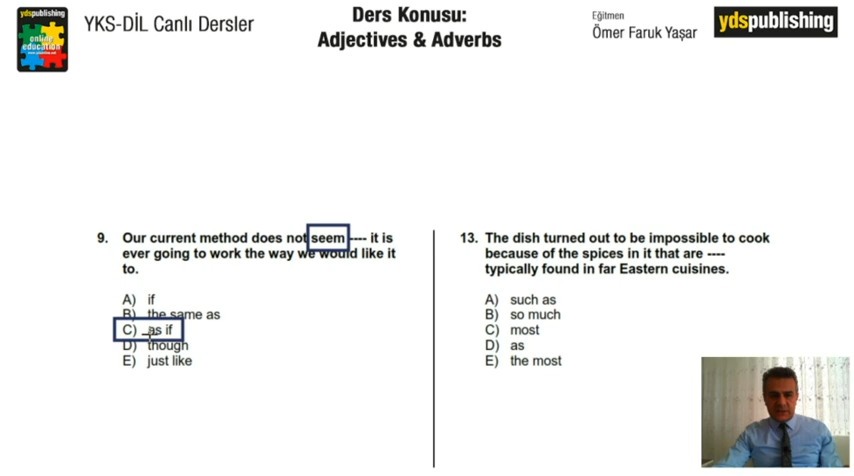 ydspublishing
online
education
YKS-DİL Canlı Dersler
Ders Konusu:
Adjectives & Adverbs
Eğitmen
Ömer Faruk Yaşar
ydspublishing
9. Our current method does not seem ---- it is
ever going to work the way we would like it
to.
A) if
B) the same as
C) as if
D) though
E) just like
13. The dish turned out to be impossible to cook
because of the spices in it that are ----
typically found in far Eastern cuisines.
A) such as
B) so much
C) most
D) as
E) the most